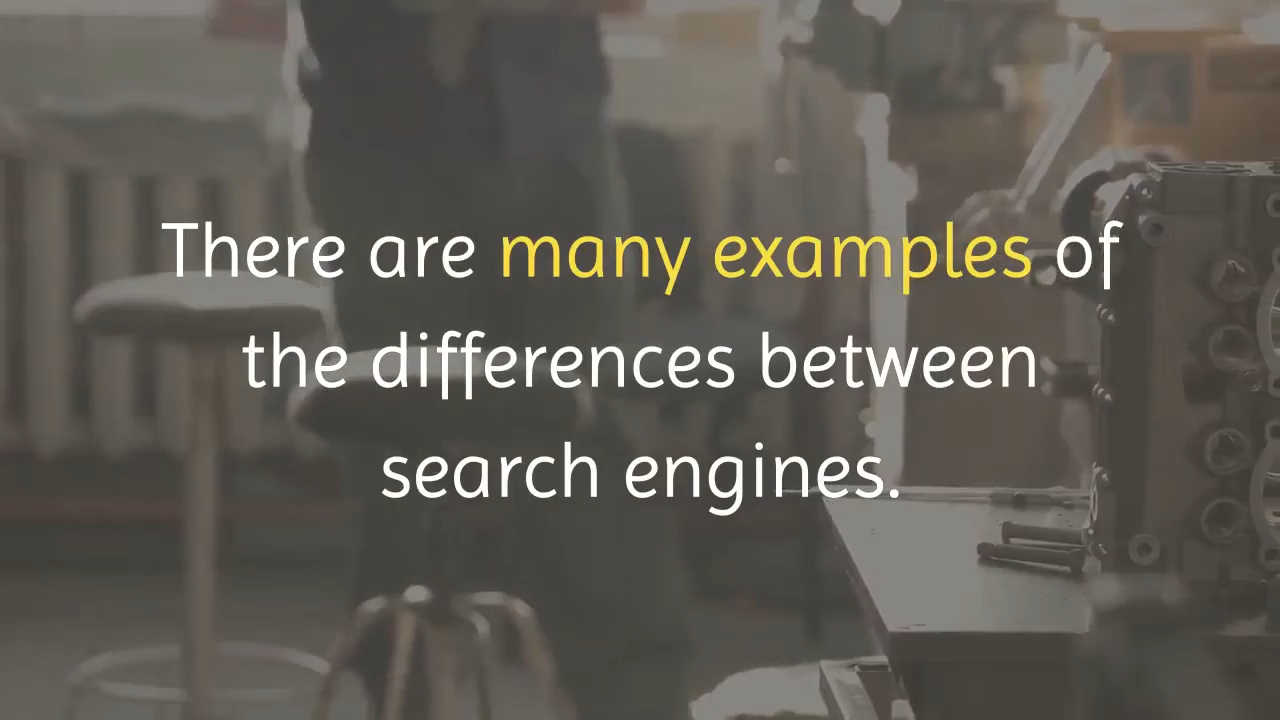 There are many examples of
the differences between
search engines.